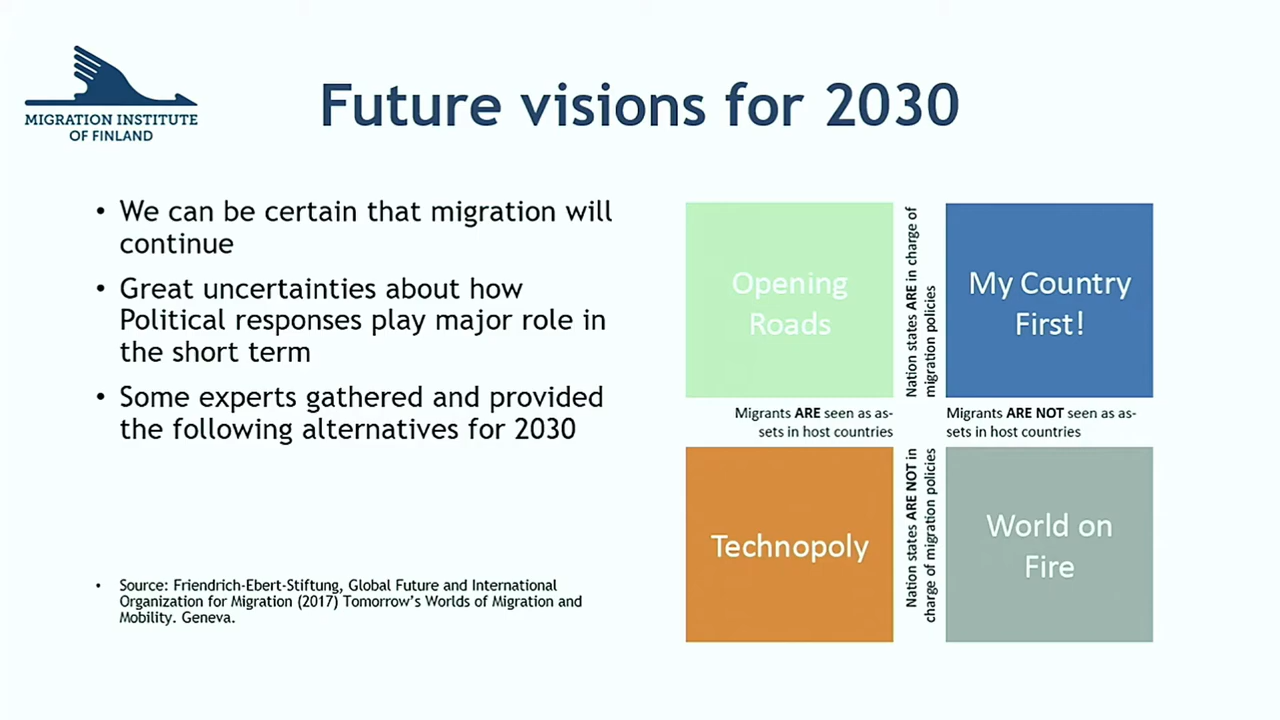 MIGRATION INSTITUTE
OF FINLAND
Future visions for 2030
• We can be certain that migration will
continue
• Great uncertainties about how
Political responses play major role in
the short term
• Some experts gathered and provided
the following alternatives for 2030
• Source: Friendrich-Ebert-Stiftung, Global Future and International
Organization for Migration (2017) Tomorrow's Worlds of Migration and
Mobility. Geneva.
Opening
Roads
Nation states ARE in charge of
migration policies
My Country
First!
Migrants ARE seen as as-
sets in host countries
Migrants ARE NOT seen as as-
sets in host countries
Technopoly
Nation states ARE NOT in
charge of migration policies
World on
Fire